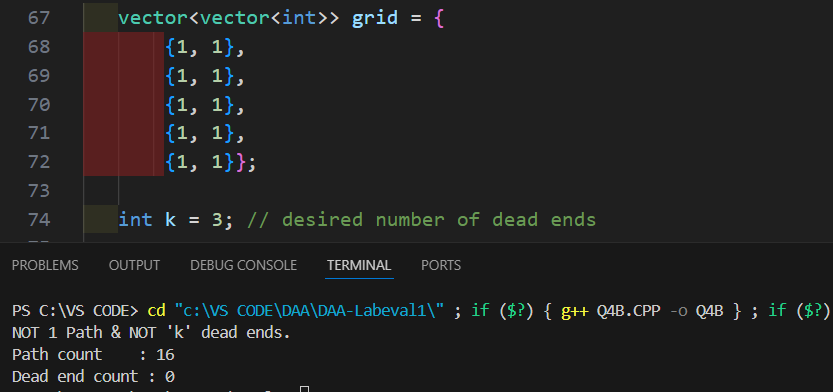 67 vector<vector<int>> grid = {
68 {1, 1},
69 {1, 1},
70 {1, 1},
71 {1, 1},
72 {1, 1}};
73
74 int k = 3; // desired number of dead ends
PROBLEMS OUTPUT DEBUG CONSOLE TERMINAL PORTS
PS C:\VS CODE> cd "c:\VS CODE\DAA\DAA-Labeval1\" ; if ($?) { g++ Q4B.CPP -o Q4B } ; if ($?)
NOT 1 Path & NOT 'k' dead ends.
Path count : 16
Dead end count : 0